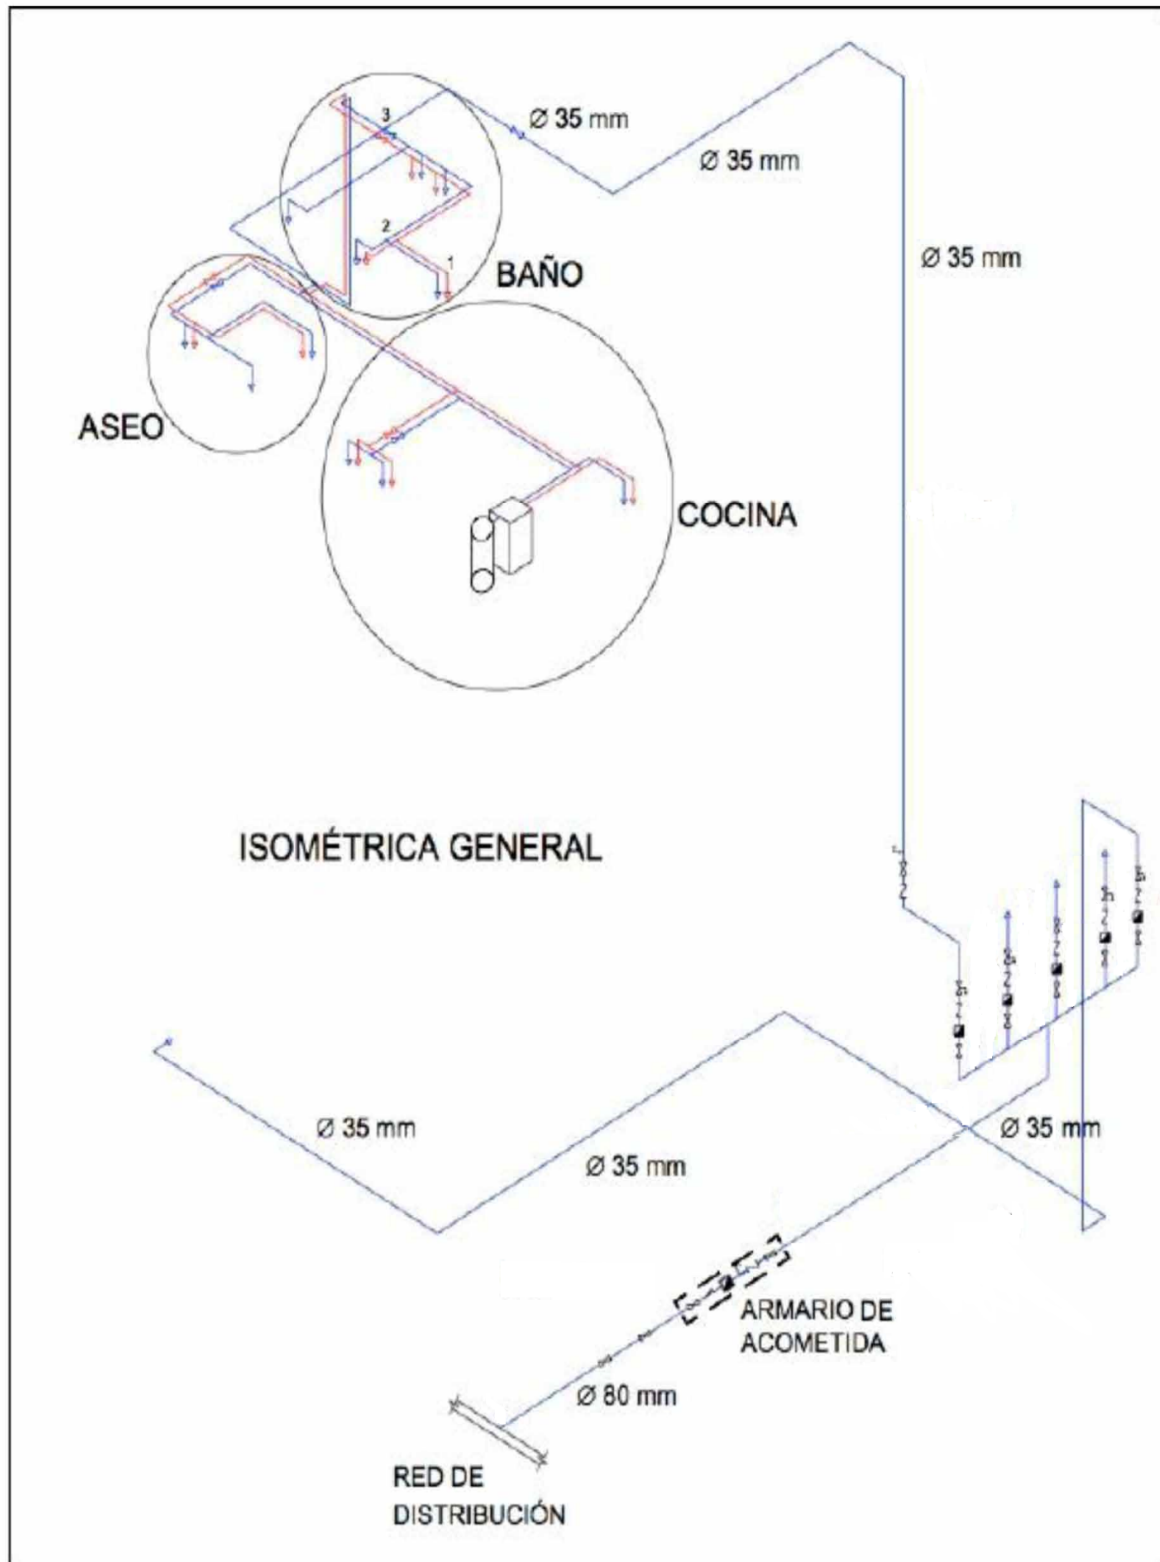 3
Ø 35 mm
Ø 35 mm
2
1
BAÑO
Ø 35 mm
ASEO
COCINA
ISOMÉTRICA GENERAL
Ø 35 mm
Ø 35 mm
Ø 35 mm
ARMARIO DE
ACOMETIDA
Ø 80 mm
RED DE
DISTRIBUCIÓN